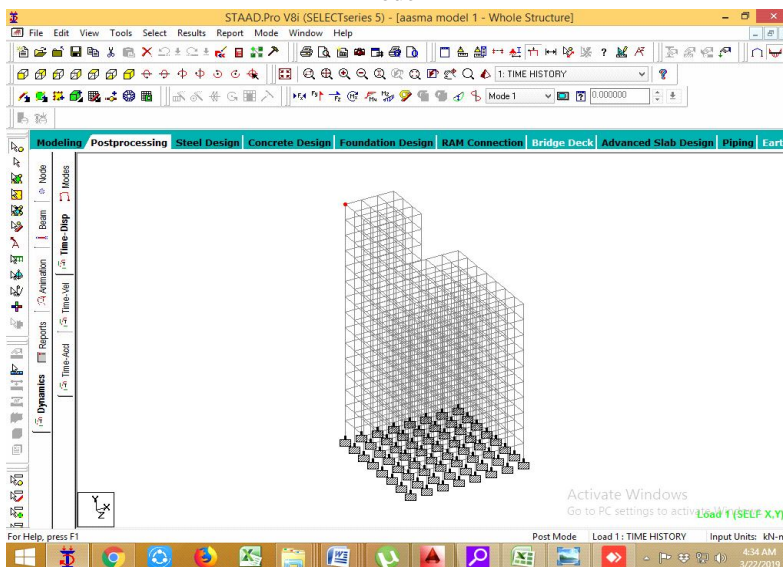 STAAD.Pro V8i (SELECTseries 5) - [aasma model 1 - Whole Structure]
File Edit View Tools Select Results Report Mode Window Help
1: TIME HISTORY
Mode 1
0.000000
Modeling Postprocessing Steel Design Concrete Design Foundation Design RAM Connection Bridge Deck Advanced Slab Design Piping Eart
Node
Beam
Animation
Reports
Dynamics
Modes
Time-Disp
Time-Vel
Time-Accl
Y
X
Z
Activate Windows
Go to PC settings to activate
Load 1 (SELF X,Y)
For Help, press F1
Post Mode
Load 1 : TIME HISTORY
Input Units: kN-m
4:34 AM
3/22/2019